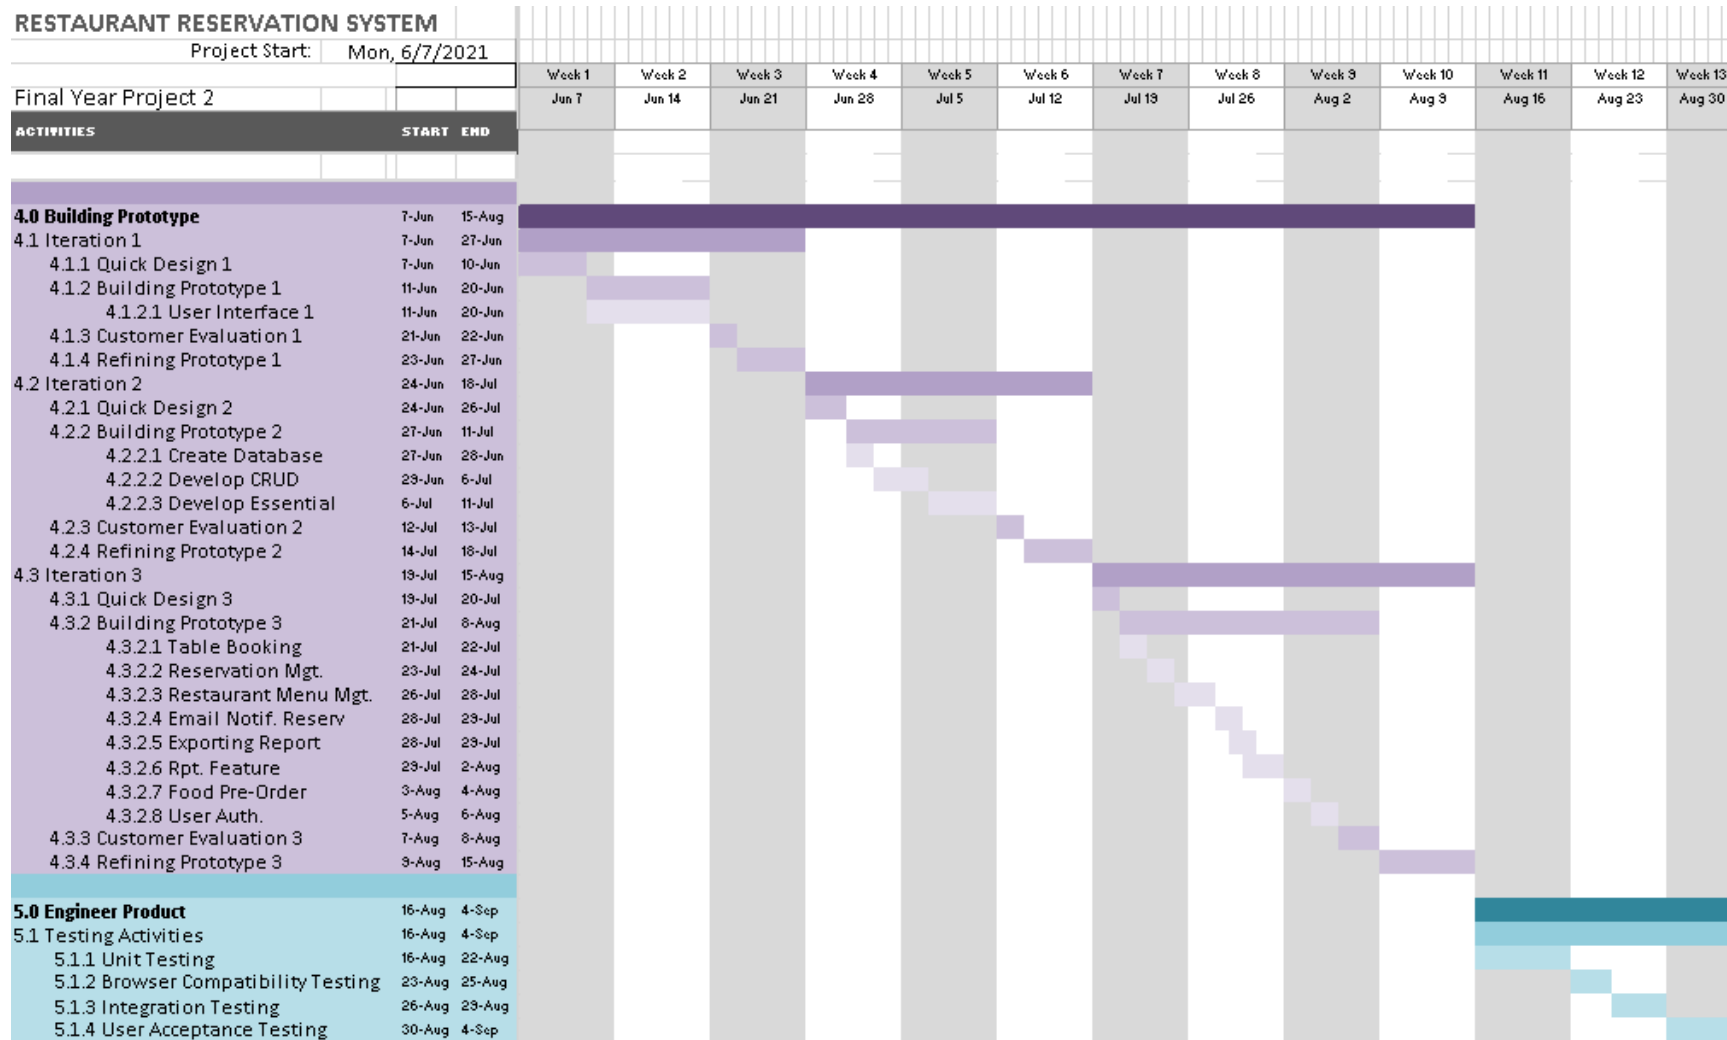 RESTAURANT RESERVATION SYSTEM
Project Start: Mon, 6/7/2021
Week 1 Week 2 Week 3 Week 4 Week 5 Week 6 Week 7 Week 8 Week 9 Week 10 Week 11 Week 12 Week 13
Final Year Project 2 Jun 7 Jun 14 Jun 21 Jun 28 Jul 5 Jul 12 Jul 19 Jul 26 Aug 2 Aug 9 Aug 16 Aug 23 Aug 30
ACTIVITIES START END
4.0 Building Prototype 7-Jun 15-Aug
4.1 Iteration 1 7-Jun 27-Jun
4.1.1 Quick Design 1 7-Jun 10-Jun
4.1.2 Building Prototype 1 11-Jun 20-Jun
4.1.2.1 User Interface 1 11-Jun 20-Jun
4.1.3 Customer Evaluation 1 21-Jun 22-Jun
4.1.4 Refining Prototype 1 23-Jun 27-Jun
4.2 Iteration 2 24-Jun 18-Jul
4.2.1 Quick Design 2 24-Jun 26-Jul
4.2.2 Building Prototype 2 27-Jun 11-Jul
4.2.2.1 Create Database 27-Jun 28-Jun
4.2.2.2 Develop CRUD 29-Jun 6-Jul
4.2.2.3 Develop Essential 6-Jul 11-Jul
4.2.3 Customer Evaluation 2 12-Jul 13-Jul
4.2.4 Refining Prototype 2 14-Jul 18-Jul
4.3 Iteration 3 19-Jul 15-Aug
4.3.1 Quick Design 3 19-Jul 20-Jul
4.3.2 Building Prototype 3 21-Jul 8-Aug
4.3.2.1 Table Booking 21-Jul 22-Jul
4.3.2.2 Reservation Mgt. 23-Jul 24-Jul
4.3.2.3 Restaurant Menu Mgt. 26-Jul 28-Jul
4.3.2.4 Email Notif. Reserv 28-Jul 29-Jul
4.3.2.5 Exporting Report 28-Jul 29-Jul
4.3.2.6 Rpt. Feature 29-Jul 2-Aug
4.3.2.7 Food Pre-Order 3-Aug 4-Aug
4.3.2.8 User Auth. 5-Aug 6-Aug
4.3.3 Customer Evaluation 3 7-Aug 8-Aug
4.3.4 Refining Prototype 3 9-Aug 15-Aug
5.0 Engineer Product 16-Aug 4-Sep
5.1 Testing Activities 16-Aug 4-Sep
5.1.1 Unit Testing 16-Aug 22-Aug
5.1.2 Browser Compatibility Testing 23-Aug 25-Aug
5.1.3 Integration Testing 26-Aug 29-Aug
5.1.4 User Acceptance Testing 30-Aug 4-Sep